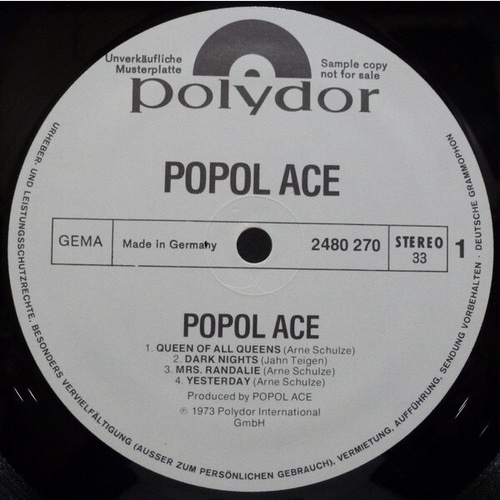 Unverkäufliche
Musterplatte
Sample copy
not for sale
polydor
POPOL ACE
GEMA
Made in Germany
2480 270
STEREO
33
1
POPOL ACE
1. QUEEN OF ALL QUEENS (Arne Schulze)
2. DARK NIGHTS (Jahn Teigen)
3. MRS. RANDALIE (Arne Schulze)
4. YESTERDAY (Arne Schulze)
Produced by POPOL ACE
℗ 1973 Polydor International
GmbH
URHEBER- UND LEISTUNGSSCHUTZRECHTE, BESONDERS VERVIELFÄLTIGUNG (AUSSER ZUM PERSÖNLICHEN GEBRAUCH), VERMIETUNG, AUFFÜHRUNG, SENDUNG VORBEHALTEN · DEUTSCHE GRAMMOPHON